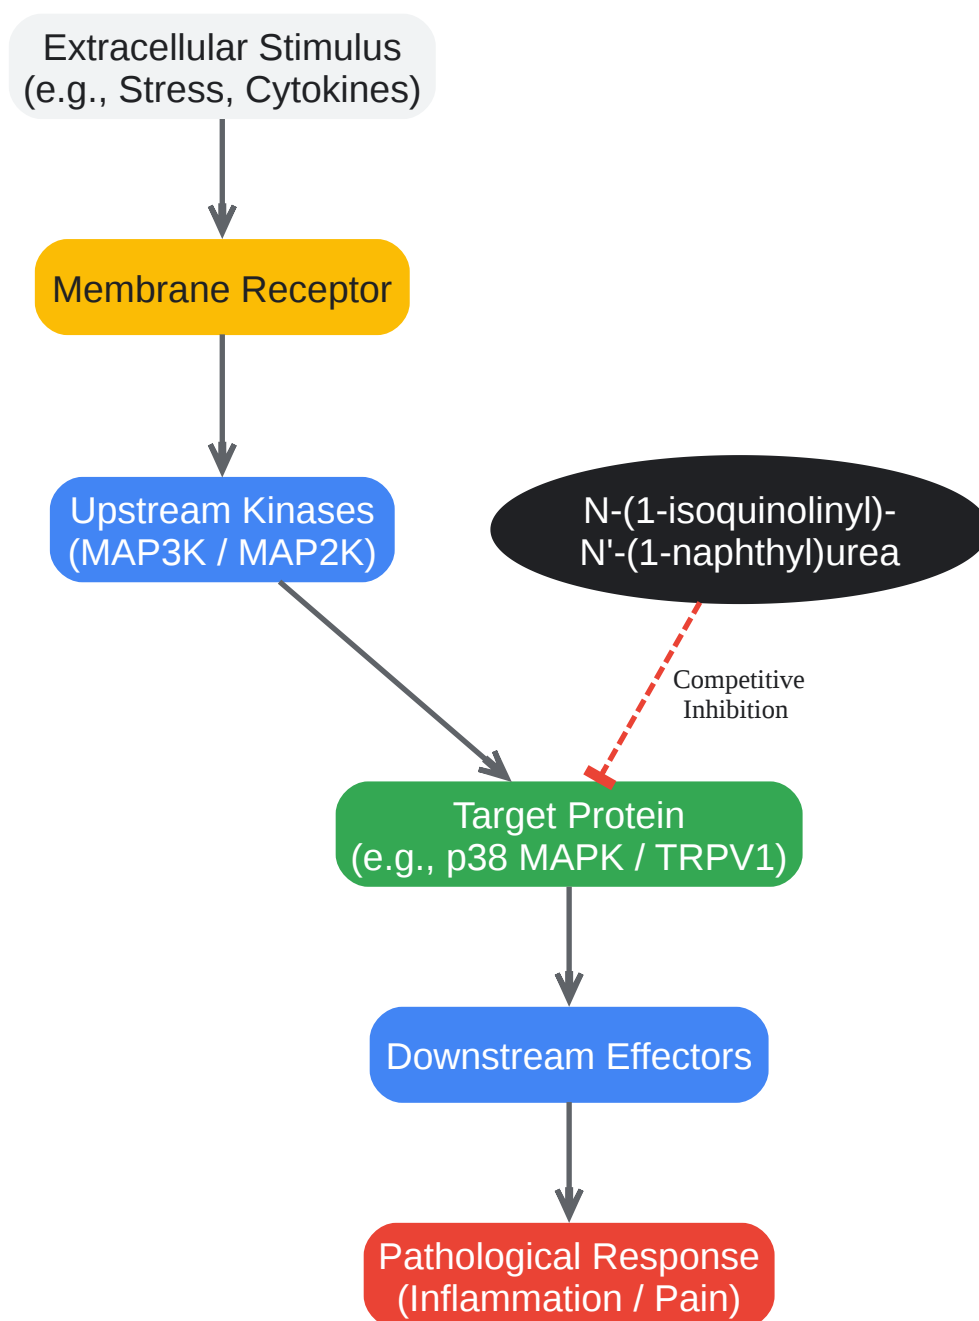 Extracellular Stimulus
(e.g., Stress, Cytokines)
Membrane Receptor
Upstream Kinases
(MAP3K / MAP2K)
N-(1-isoquinolinyl)-
N'-(1-naphthyl)urea
Competitive
Inhibition
Target Protein
(e.g., p38 MAPK / TRPV1)
Downstream Effectors
Pathological Response
(Inflammation / Pain)